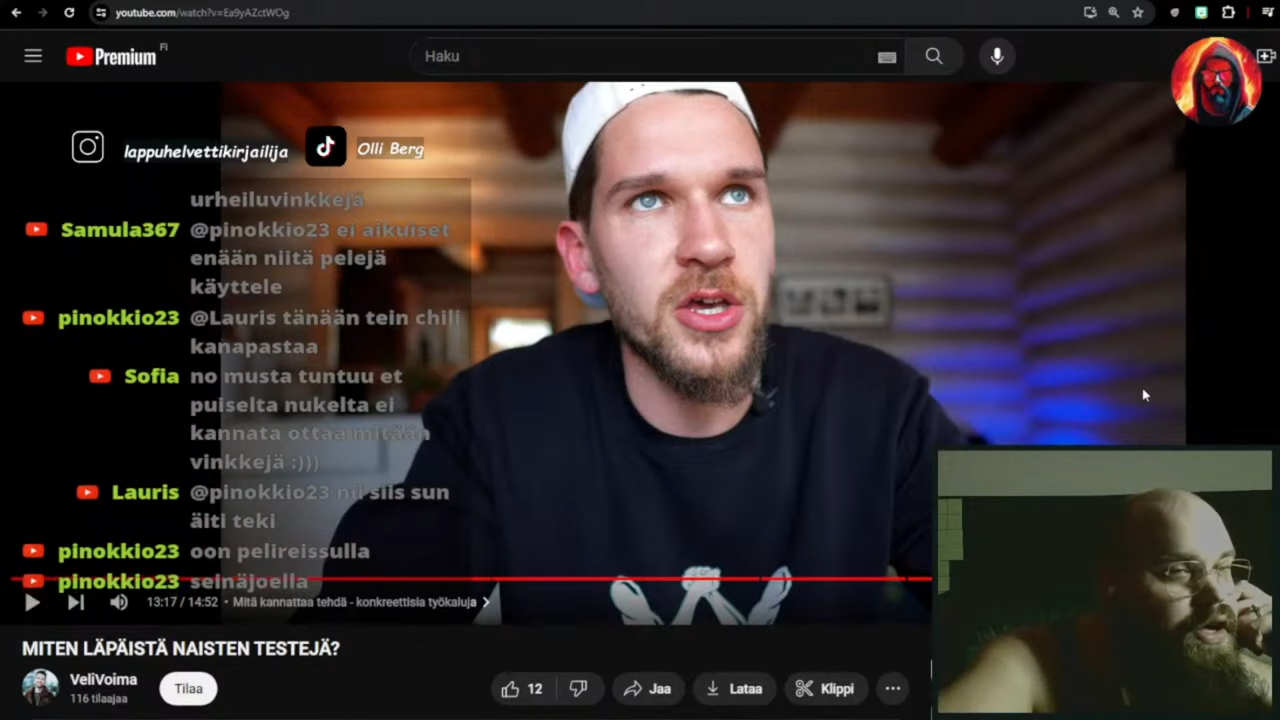 youtube.com/watch?v=Ea9yAZctWOg
Premium FI
Haku
lappuhelvettikirjailija
Olli Berg
urheiluvinkkejä
Samula367 @pinokkio23 ei aikuiset
enään niitä pelejä
käyttele
pinokkio23 @Lauris tänään tein chili
kanapastaa
Sofia no musta tuntuu et
puiselta nukelta ei
kannata ottaa mitään
vinkkejä :)))
Lauris @pinokkio23 nii siis sun
äiti teki
pinokkio23 oon pelireissulla
pinokkio23 seinäjoella
13:17 / 14:52 • Mitä kannattaa tehdä - konkreettisia työkaluja
MITEN LÄPÄISTÄ NAISTEN TESTEJÄ?
VeliVoima
116 tilaajaa
Tilaa
12
Jaa
Lataa
Klippi